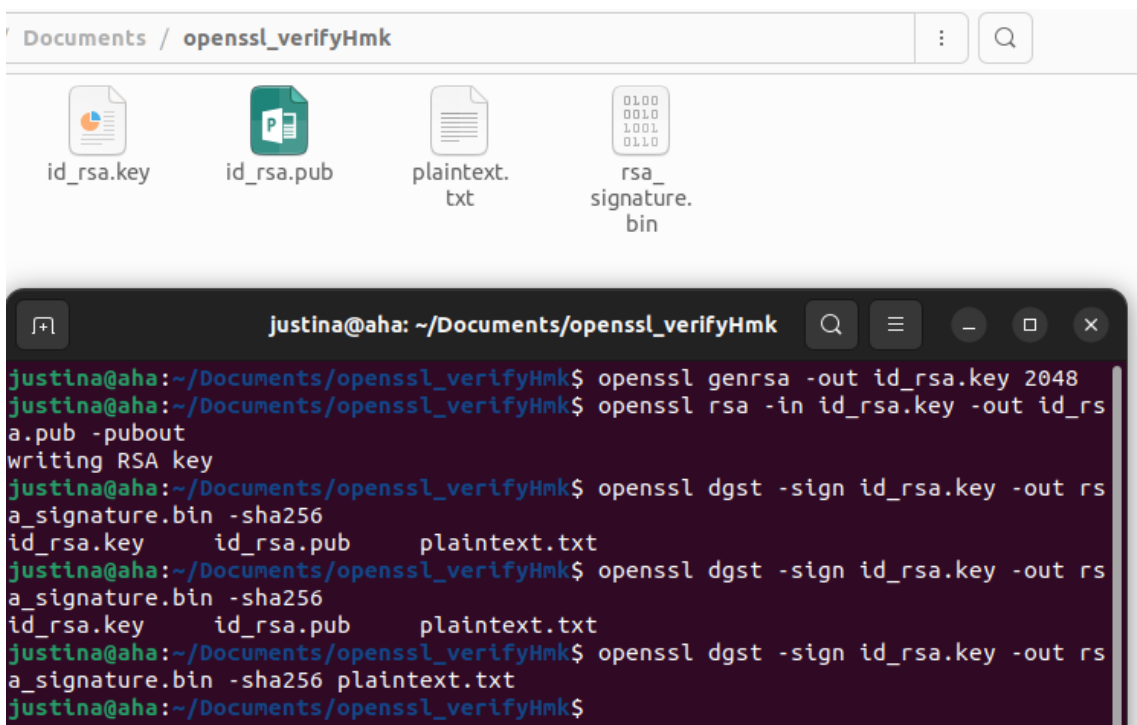 / Documents / openssl_verifyHmk
id_rsa.key
id_rsa.pub
plaintext.
txt
0100
0010
1001
0110
rsa_
signature.
bin
P
justina@aha: ~/Documents/openssl_verifyHmk
justina@aha:~/Documents/openssl_verifyHmk$ openssl genrsa -out id_rsa.key 2048
justina@aha:~/Documents/openssl_verifyHmk$ openssl rsa -in id_rsa.key -out id_rs
a.pub -pubout
writing RSA key
justina@aha:~/Documents/openssl_verifyHmk$ openssl dgst -sign id_rsa.key -out rs
a_signature.bin -sha256
id_rsa.key     id_rsa.pub     plaintext.txt
justina@aha:~/Documents/openssl_verifyHmk$ openssl dgst -sign id_rsa.key -out rs
a_signature.bin -sha256
id_rsa.key     id_rsa.pub     plaintext.txt
justina@aha:~/Documents/openssl_verifyHmk$ openssl dgst -sign id_rsa.key -out rs
a_signature.bin -sha256 plaintext.txt
justina@aha:~/Documents/openssl_verifyHmk$